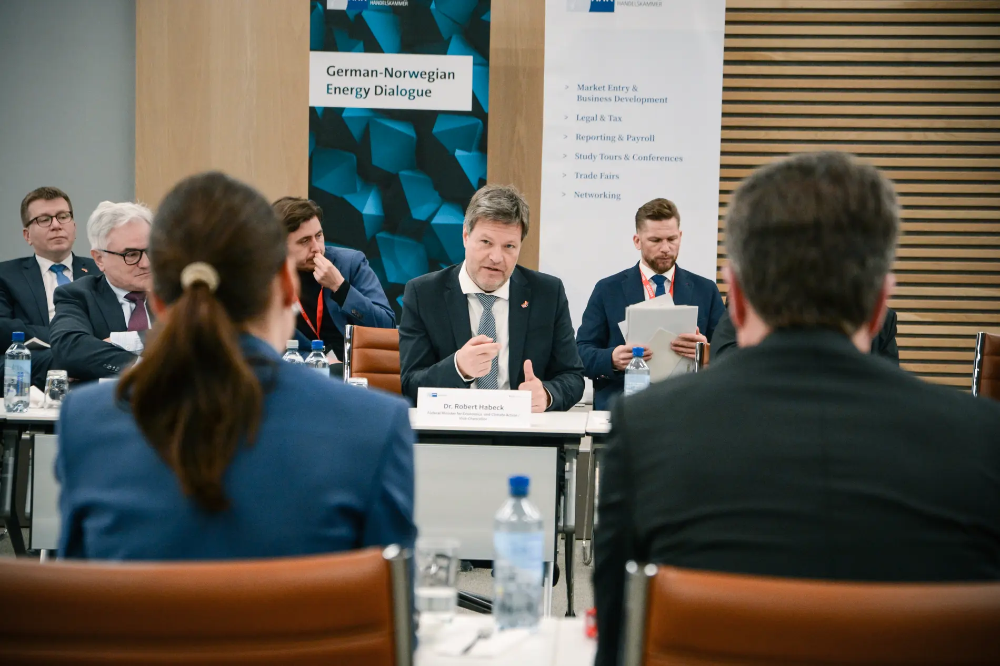 HANDELSKAMMER
German-Norwegian
Energy Dialogue
AHK
HANDELSKAMMER
> Market Entry &
Business Development
> Legal & Tax
> Reporting & Payroll
> Study Tours & Conferences
> Trade Fairs
> Networking
Dr. Robert Habeck
Federal Minister for Economics and Climate Action /
Vice-Chancellor